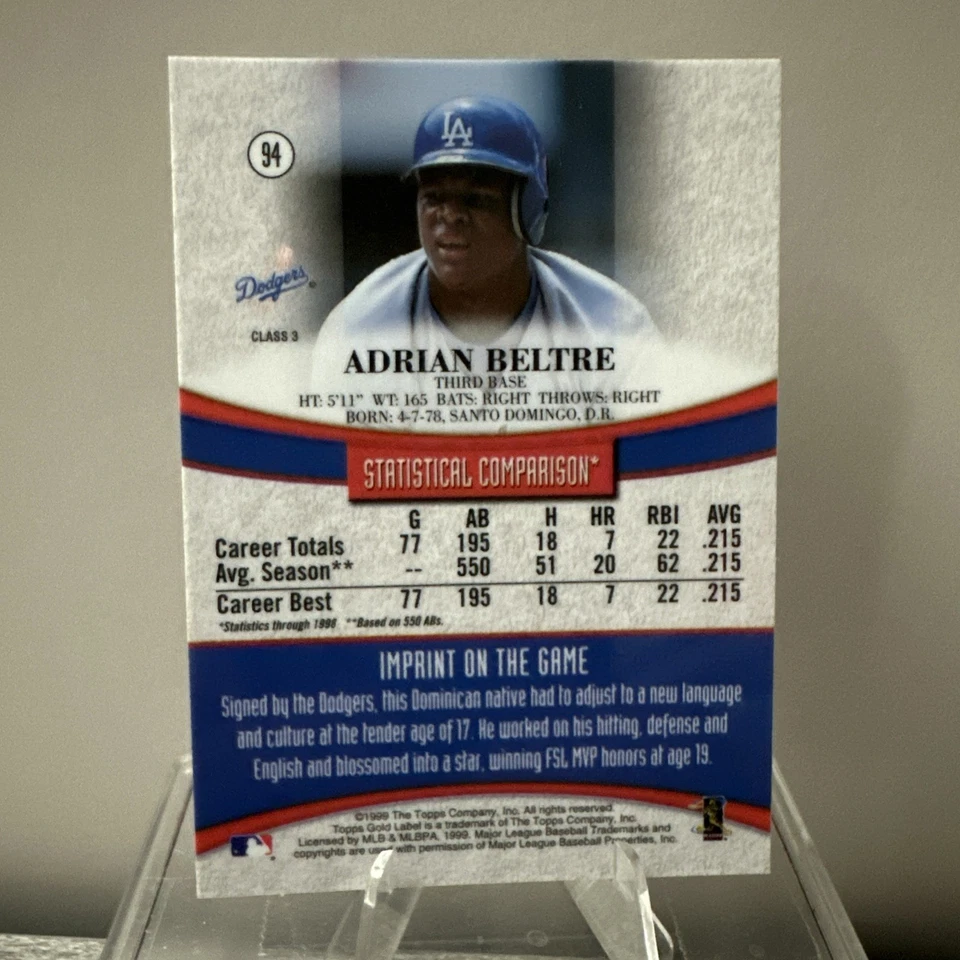 LA
94
Dodgers
CLASS 3
ADRIAN BELTRE
THIRD BASE
HT: 5'11" WT: 165 BATS: RIGHT THROWS: RIGHT
BORN: 4-7-78, SANTO DOMINGO, D.R.
STATISTICAL COMPARISON*
G AB H HR RBI AVG
Career Totals 77 195 18 7 22 .215
Avg. Season** -- 550 51 20 62 .215
Career Best 77 195 18 7 22 .215
*Statistics through 1998 **Based on 550 ABs.
IMPRINT ON THE GAME
Signed by the Dodgers, this Dominican native had to adjust to a new language
and culture at the tender age of 17. He worked on his hitting, defense and
English and blossomed into a star, winning FSL MVP honors at age 19.
©1999 The Topps Company, Inc. All rights reserved.
Topps Gold Label is a trademark of The Topps Company, Inc.
Licensed by MLB & MLBPA, 1999. Major League Baseball Trademarks and
copyrights are used with permission of Major League Baseball Properties, Inc.